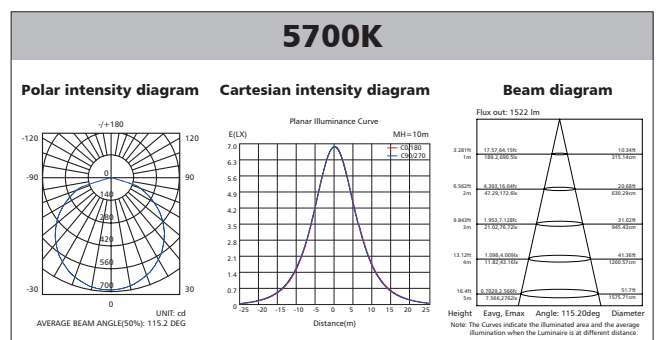 5700K
Polar intensity diagram
Cartesian intensity diagram
Beam diagram
-/+180
-120
120
-90
90
-30
30
0
0
140
280
420
560
700
UNIT: cd
AVERAGE BEAM ANGLE(50%): 115.2 DEG
Planar Illuminance Curve
E(LX)
MH=10m
C0/180
C90/270
7.0
6.3
5.6
4.9
4.2
3.5
2.8
2.1
1.4
0.7
0
-25 -20 -15 -10 -5 0 5 10 15 20 25
Distance(m)
Flux out: 1522 lm
3.281ft 17.57,64.15fc 10.34ft
1m 189.2,690.5lx 315.14cm
6.562ft 4.393,16.04fc 20.68ft
2m 47.29,172.6lx 630.29cm
9.843ft 1.953,7.128fc 31.02ft
3m 21.02,76.72lx 945.43cm
13.12ft 1.098,4.009fc 41.36ft
4m 11.82,43.16lx 1260.57cm
16.4ft 0.7029,2.566fc 51.7ft
5m 7.566,2762lx 1575.71cm
Height Eavg, Emax Angle: 115.20deg Diameter
Note: The Curves indicate the illuminated area and the average
illumination when the Luminaire is at different distance.